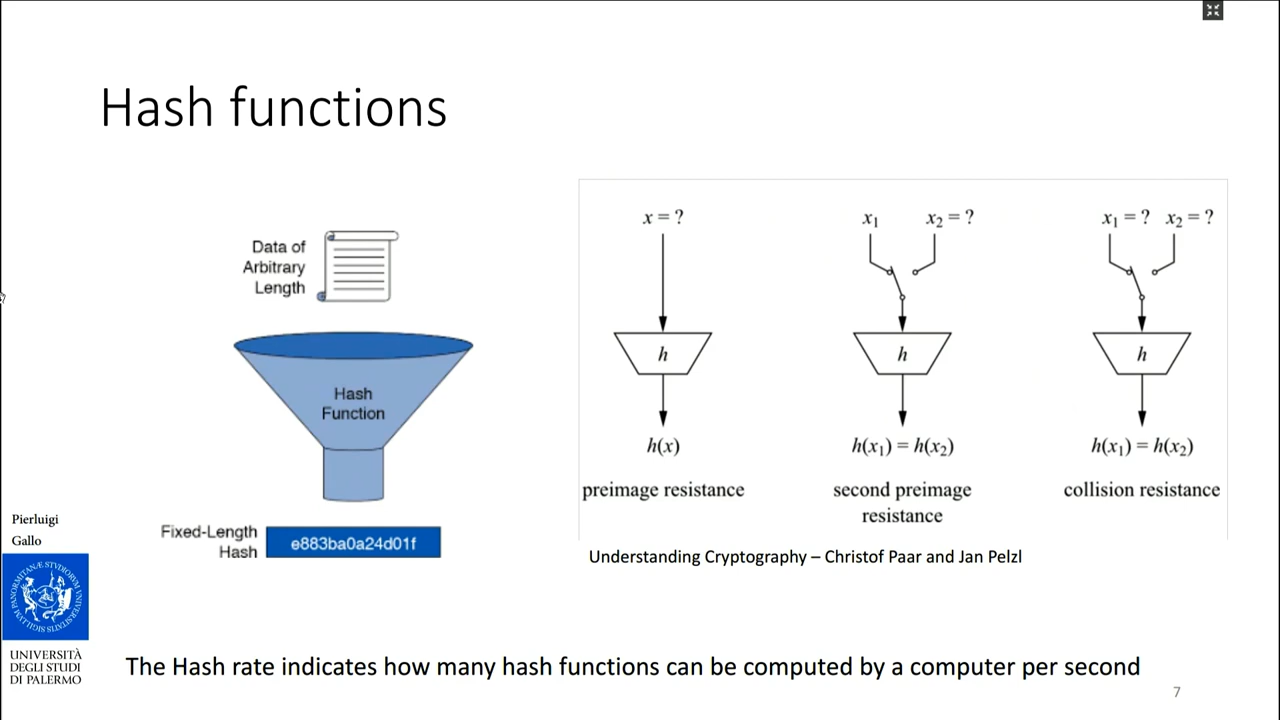 Hash functions
Data of
Arbitrary
Length
Hash
Function
Fixed-Length
Hash
e883ba0a24d01f
x = ?
h
h(x)
preimage resistance
x₁ x₂ = ?
h
h(x₁) = h(x₂)
second preimage
resistance
x₁ = ? x₂ = ?
h
h(x₁) = h(x₂)
collision resistance
Understanding Cryptography – Christof Paar and Jan Pelzl
Pierluigi
Gallo
UNIVERSITÀ
DEGLI STUDI
DI PALERMO
The Hash rate indicates how many hash functions can be computed by a computer per second
7